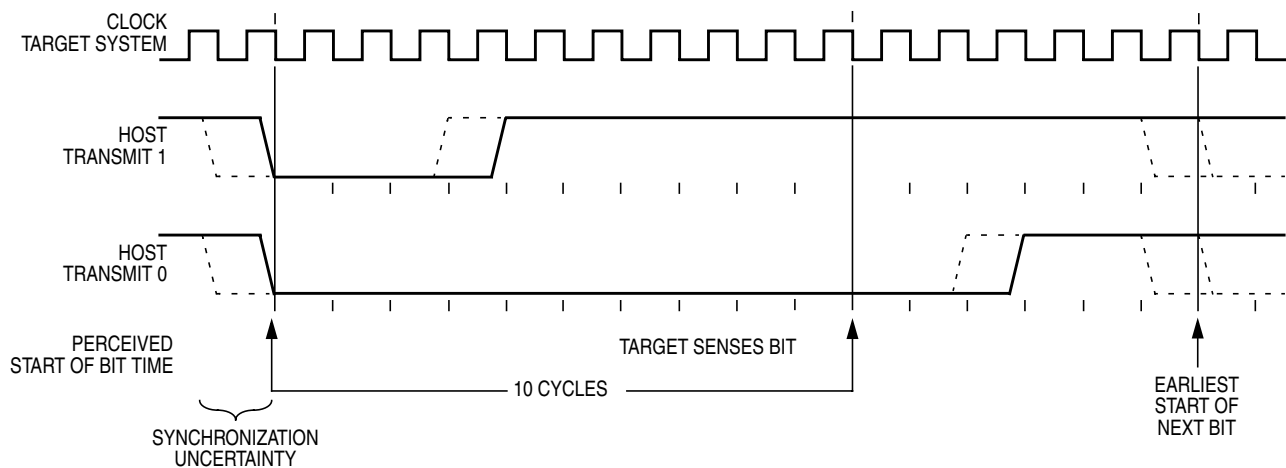 CLOCK
TARGET SYSTEM
HOST
TRANSMIT 1
HOST
TRANSMIT 0
PERCEIVED
START OF BIT TIME
TARGET SENSES BIT
10 CYCLES
EARLIEST
START OF
NEXT BIT
SYNCHRONIZATION
UNCERTAINTY